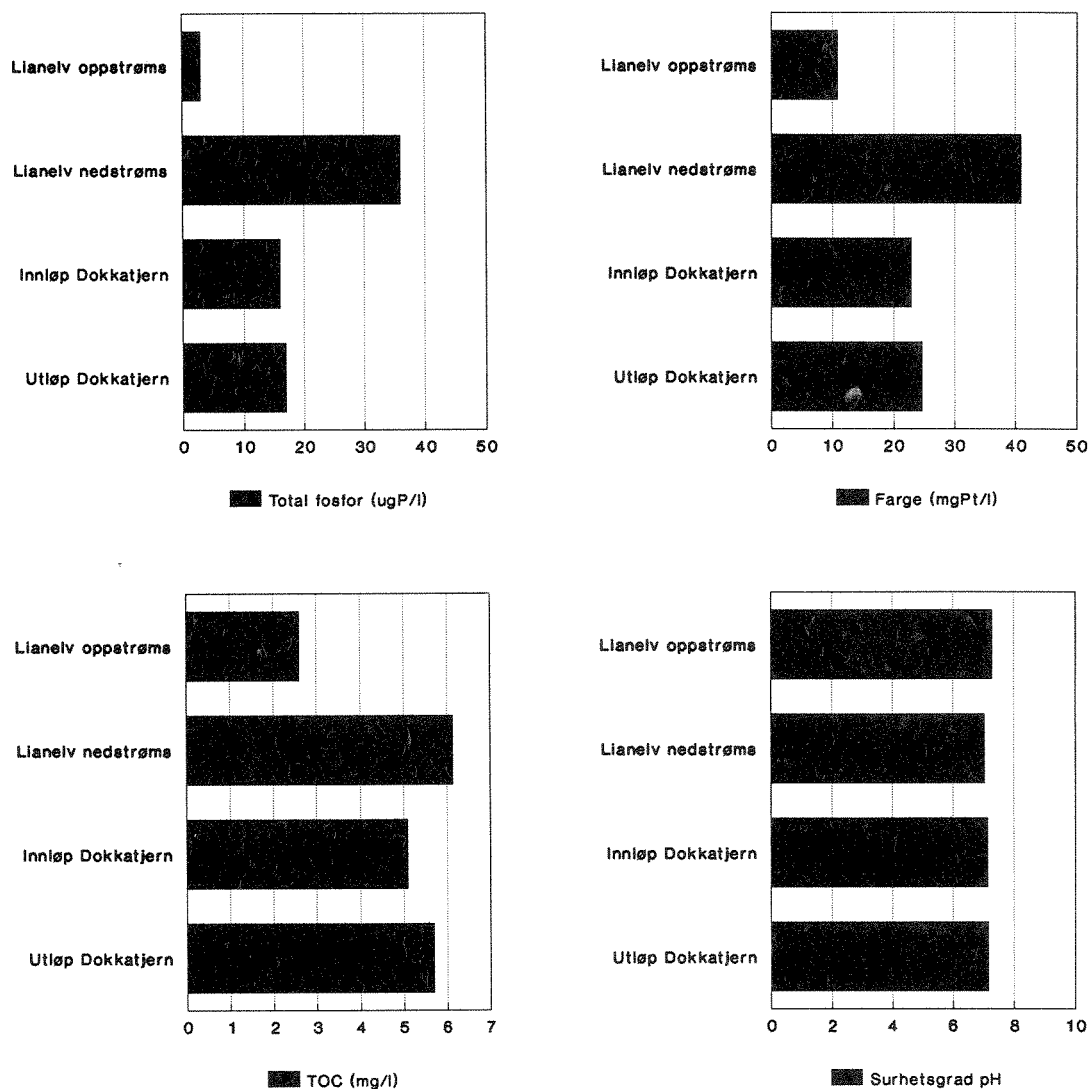 Lianelv oppstrøms
Lianelv nedstrøms
Innløp Dokkatjern
Utløp Dokkatjern
0 10 20 30 40 50
Total fosfor (ugP/l)
Lianelv oppstrøms
Lianelv nedstrøms
Innløp Dokkatjern
Utløp Dokkatjern
0 10 20 30 40 50
Farge (mgPt/l)
Lianelv oppstrøms
Lianelv nedstrøms
Innløp Dokkatjern
Utløp Dokkatjern
0 1 2 3 4 5 6 7
TOC (mg/l)
Lianelv oppstrøms
Lianelv nedstrøms
Innløp Dokkatjern
Utløp Dokkatjern
0 2 4 6 8 10
Surhetsgrad pH